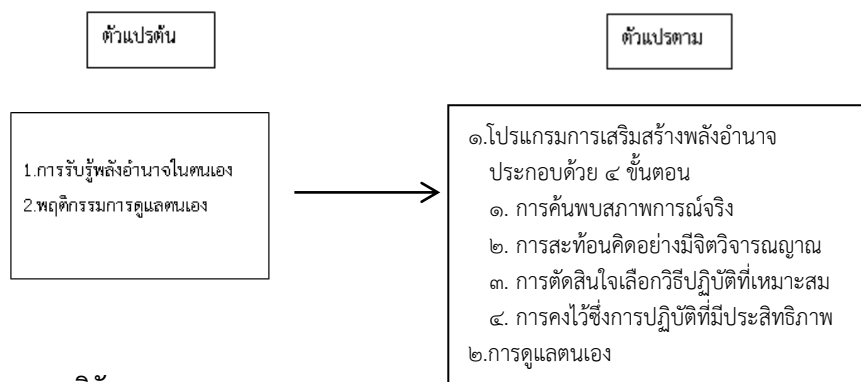 ตัวแปรต้น
ตัวแปรตาม
1.การรับรู้พลังอำนาจในตนเอง
2.พฤติกรรมการดูแลตนเอง
๑.โปรแกรมการเสริมสร้างพลังอำนาจ
ประกอบด้วย ๔ ขั้นตอน
๑. การค้นพบสภาพการณ์จริง
๒. การสะท้อนคิดอย่างมีจิตวิจารณญาณ
๓. การตัดสินใจเลือกวิธีปฏิบัติที่เหมาะสม
๔. การคงไว้ซึ่งการปฏิบัติที่มีประสิทธิภาพ
๒.การดูแลตนเอง